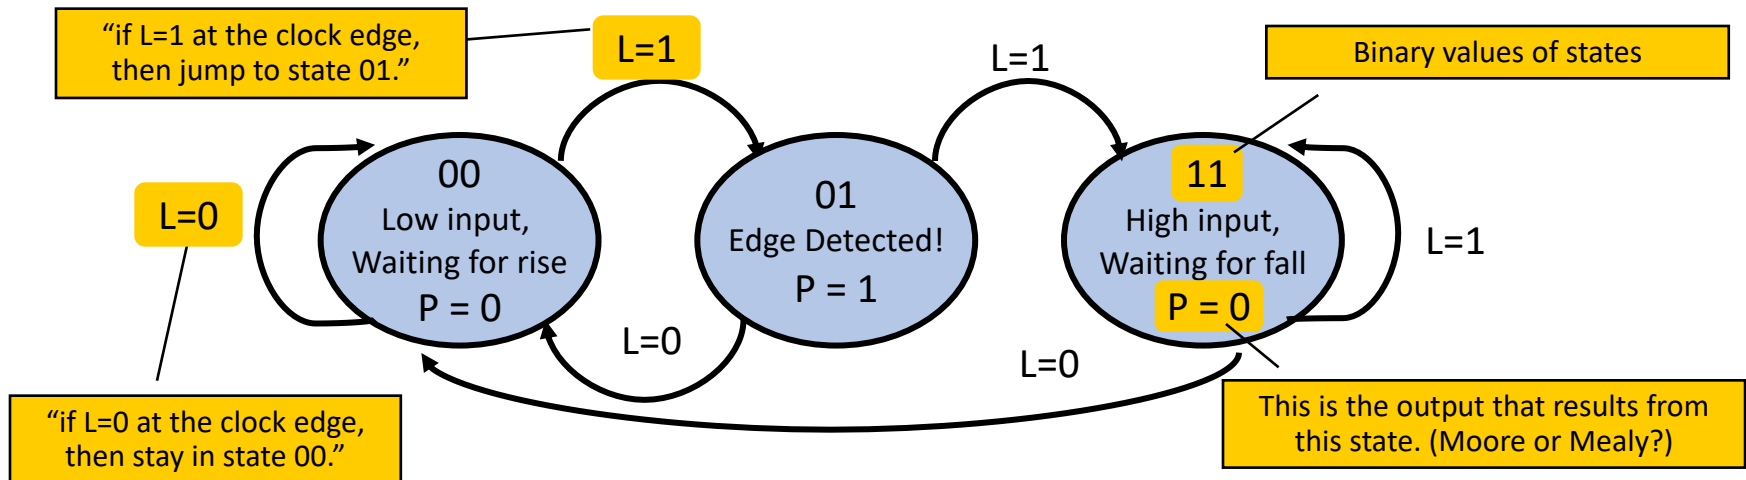 “if L=1 at the clock edge,
then jump to state 01.”
L=1
L=1
Binary values of states
L=0
00
Low input,
Waiting for rise
P = 0
01
Edge Detected!
P = 1
11
High input,
Waiting for fall
P = 0
L=1
L=0
L=0
“if L=0 at the clock edge,
then stay in state 00.”
This is the output that results from
this state. (Moore or Mealy?)